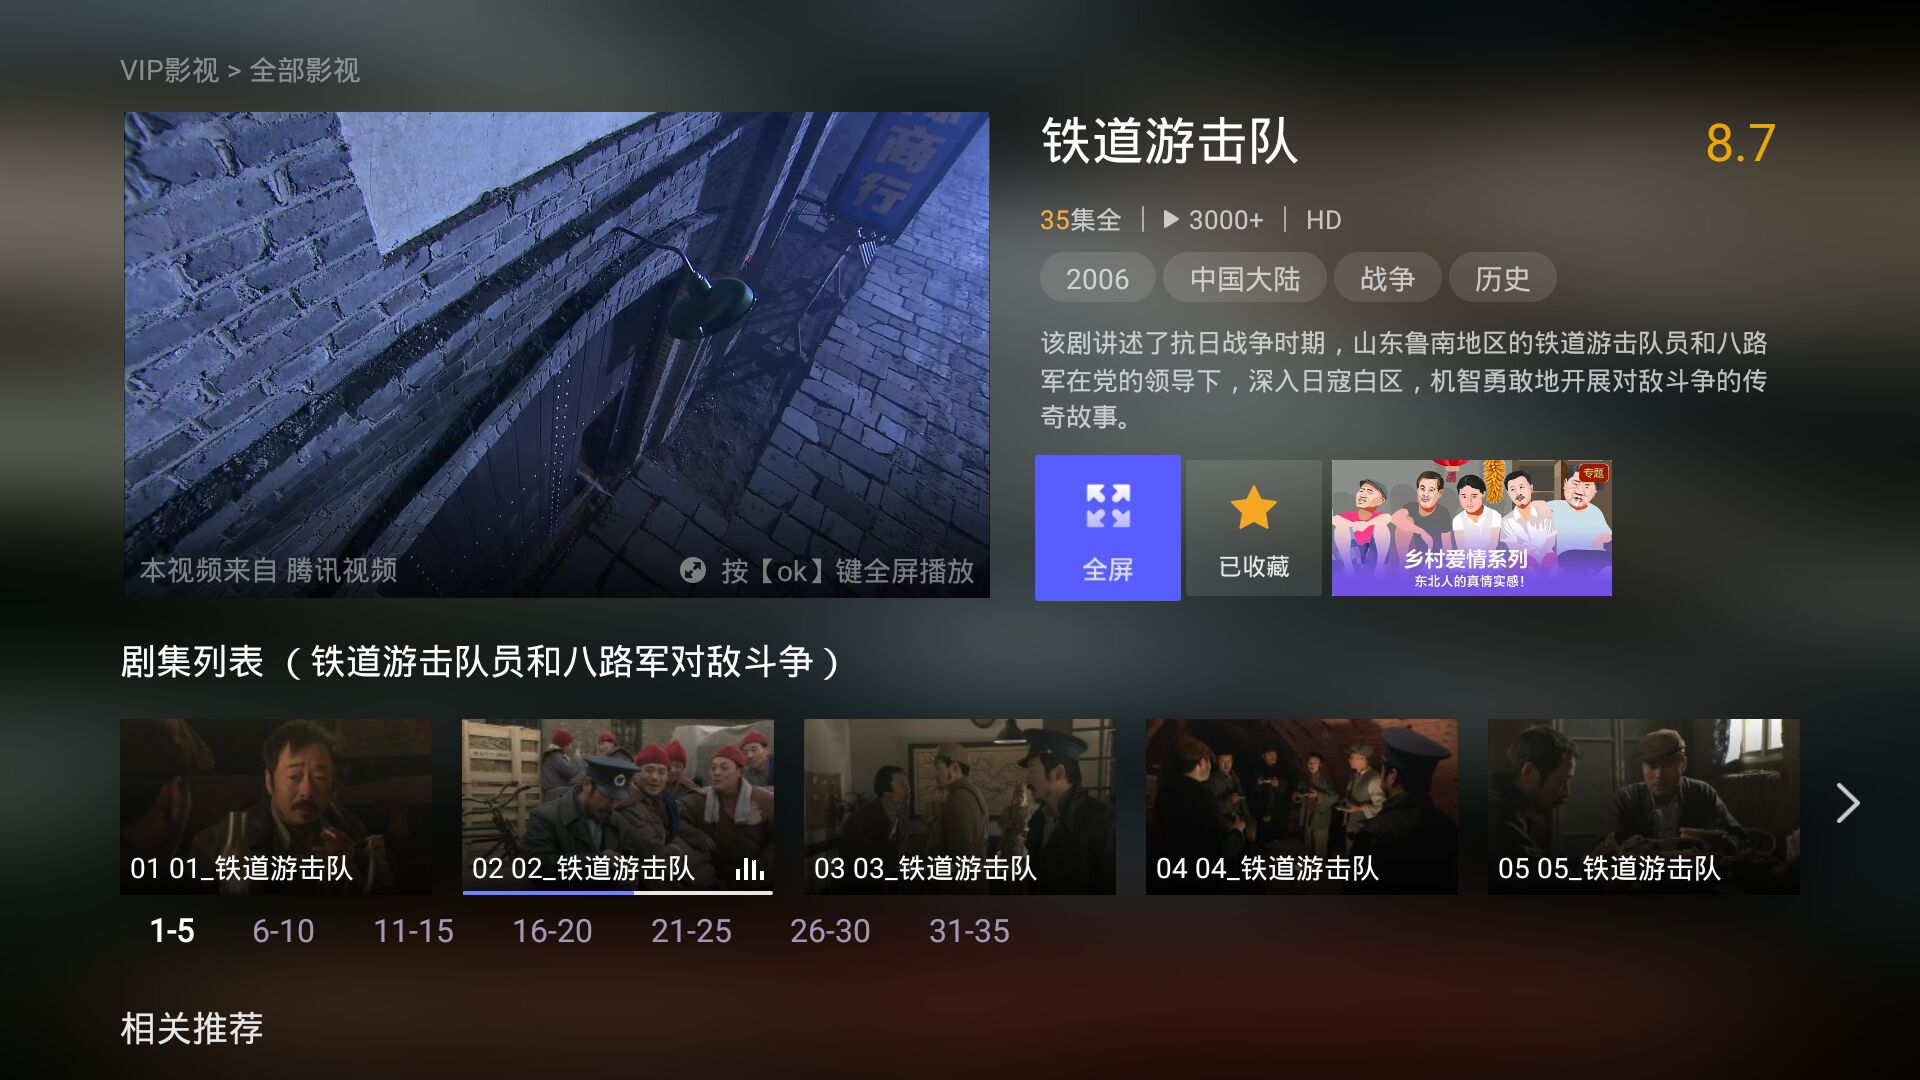 VIP影视 > 全部影视
商行
本视频来自 腾讯视频
按【ok】键全屏播放
铁道游击队
8.7
35集全 | 3000+ | HD
2006 中国大陆 战争 历史
该剧讲述了抗日战争时期，山东鲁南地区的铁道游击队员和八路
军在党的领导下，深入日寇白区，机智勇敢地开展对敌斗争的传
奇故事。
全屏
已收藏
专题
乡村爱情系列
东北人的真情实感!
剧集列表 （铁道游击队员和八路军对敌斗争）
01 01_铁道游击队
02 02_铁道游击队
03 03_铁道游击队
04 04_铁道游击队
05 05_铁道游击队
1-5 6-10 11-15 16-20 21-25 26-30 31-35
相关推荐